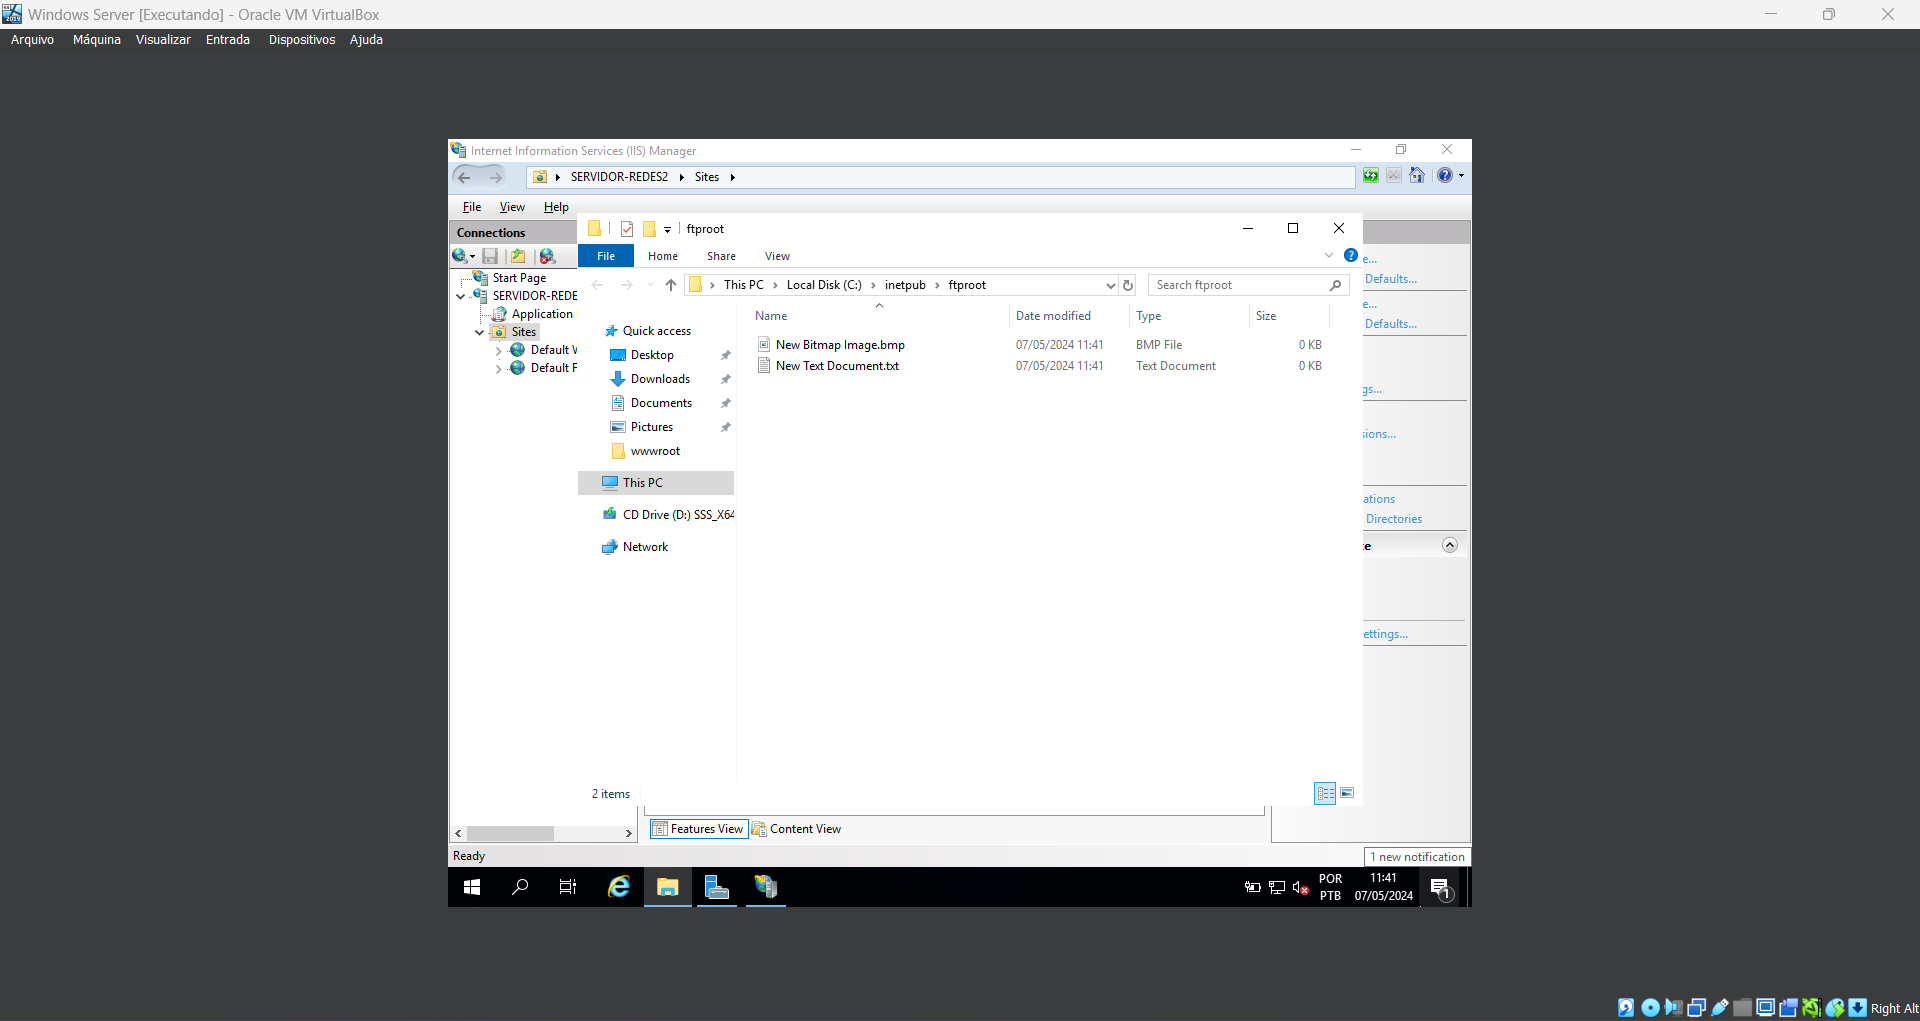 Windows Server [Executando] - Oracle VM VirtualBox
Arquivo Máquina Visualizar Entrada Dispositivos Ajuda
Internet Information Services (IIS) Manager
SERVIDOR-REDES2 Sites
File View Help
ftproot
Connections
File Home Share View
Start Page
SERVIDOR-REDE
Application
Sites
Default
Default F
This PC Local Disk (C:) inetpub ftproot
Search ftproot
Name Date modified Type Size
New Bitmap Image.bmp 07/05/2024 11:41 BMP File 0 KB
New Text Document.txt 07/05/2024 11:41 Text Document 0 KB
Quick access
Desktop
Downloads
Documents
Pictures
wwwroot
This PC
CD Drive (D:) SSS_X64
Network
2 items
e...
Defaults...
e...
Defaults...
gs...
sions...
ations
Directories
te
ettings...
Features View Content View
Ready
1 new notification
POR
PTB
11:41
07/05/2024
1
Right Alt